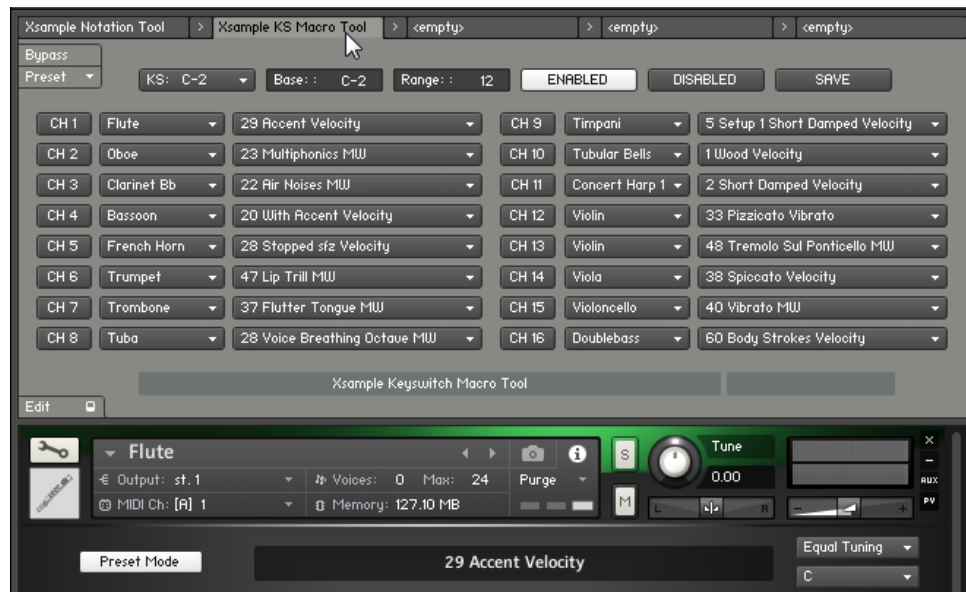 Xsample Notation Tool > Xsample KS Macro Tool > <empty> > <empty> > <empty>
Bypass
Preset
KS: C-2 Base: : C-2 Range: : 12 ENABLED DISABLED SAVE
CH 1 Flute 29 Accent Velocity CH 9 Timpani 5 Setup 1 Short Damped Velocity
CH 2 Oboe 23 Multiphonics MW CH 10 Tubular Bells 1 Wood Velocity
CH 3 Clarinet Bb 22 Air Noises MW CH 11 Concert Harp 1 2 Short Damped Velocity
CH 4 Bassoon 20 With Accent Velocity CH 12 Violin 33 Pizzicato Vibrato
CH 5 French Horn 28 Stopped sfz Velocity CH 13 Violin 48 Tremolo Sul Ponticello MW
CH 6 Trumpet 47 Lip Trill MW CH 14 Viola 38 Spiccato Velocity
CH 7 Trombone 37 Flutter Tongue MW CH 15 Violoncello 40 Vibrato MW
CH 8 Tuba 28 Voice Breathing Octave MW CH 16 Doublebass 60 Body Strokes Velocity
Xsample Keyswitch Macro Tool
Edit
Flute i S Tune ×
Output: st.1 Voices: 0 Max: 24 Purge 0.00 AUX
MIDI Ch: [A] 1 Memory: 127.10 MB M L R - + PV
Preset Mode 29 Accent Velocity Equal Tuning
C